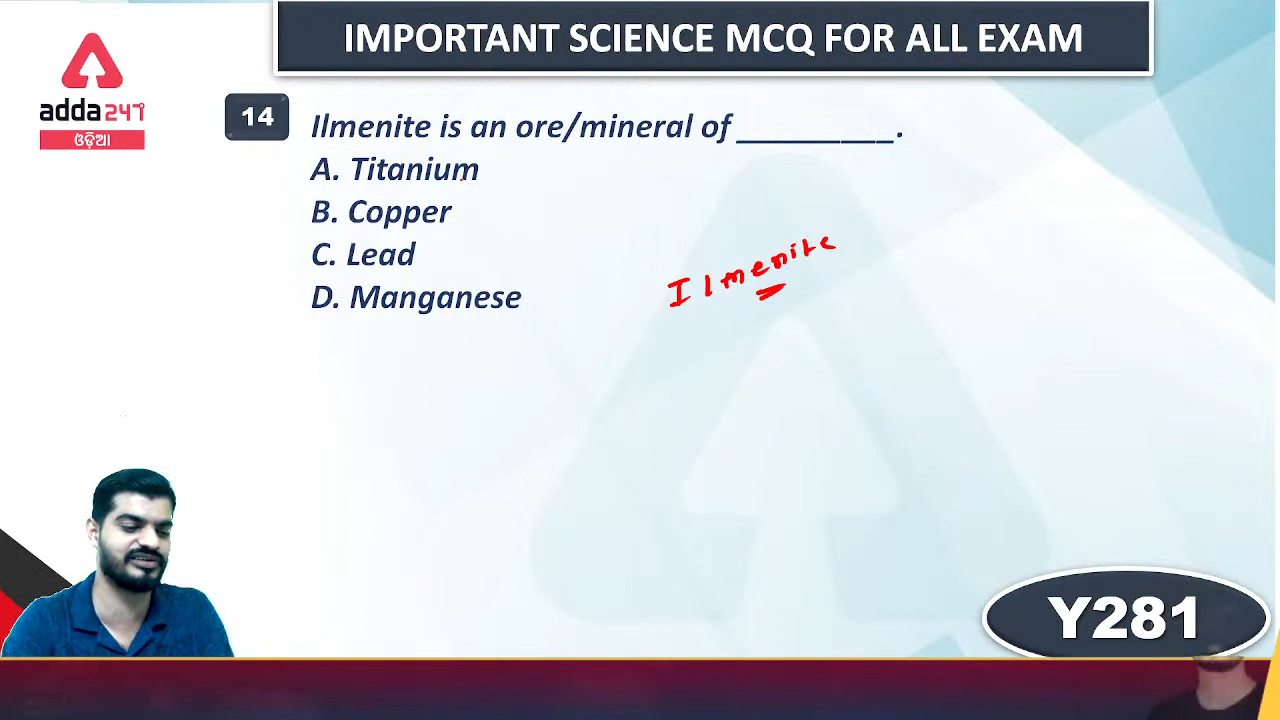 IMPORTANT SCIENCE MCQ FOR ALL EXAM
adda247
ଓଡ଼ିଆ
14
Ilmenite is an ore/mineral of __________.
A. Titanium
B. Copper
C. Lead
D. Manganese
Ilmenite
Y281